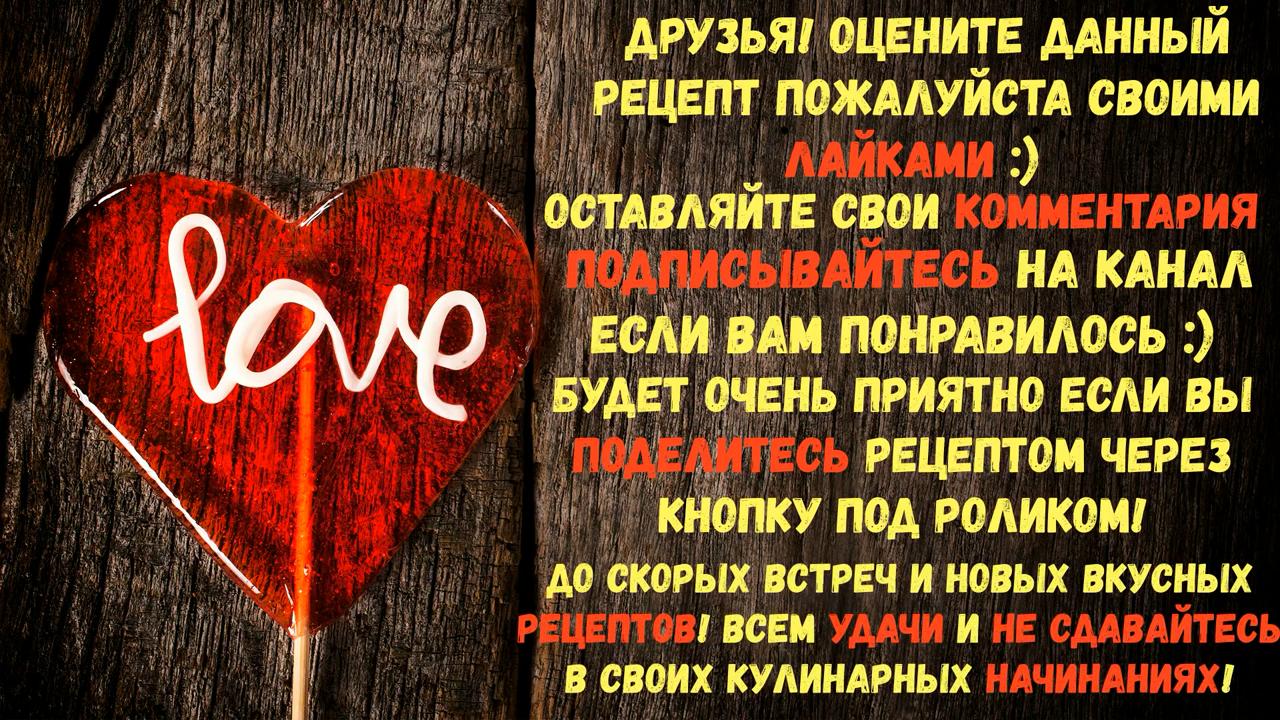 love
ДРУЗЬЯ! ОЦЕНИТЕ ДАННЫЙ
РЕЦЕПТ ПОЖАЛУЙСТА СВОИМИ
ЛАЙКАМИ :)
ОСТАВЛЯЙТЕ СВОИ КОММЕНТАРИЯ
ПОДПИСЫВАЙТЕСЬ НА КАНАЛ
ЕСЛИ ВАМ ПОНРАВИЛОСЬ :)
БУДЕТ ОЧЕНЬ ПРИЯТНО ЕСЛИ ВЫ
ПОДЕЛИТЕСЬ РЕЦЕПТОМ ЧЕРЕЗ
КНОПКУ ПОД РОЛИКОМ!
ДО СКОРЫХ ВСТРЕЧ И НОВЫХ ВКУСНЫХ
РЕЦЕПТОВ! ВСЕМ УДАЧИ И НЕ СДАВАЙТЕСЬ
В СВОИХ КУЛИНАРНЫХ НАЧИНАНИЯХ!